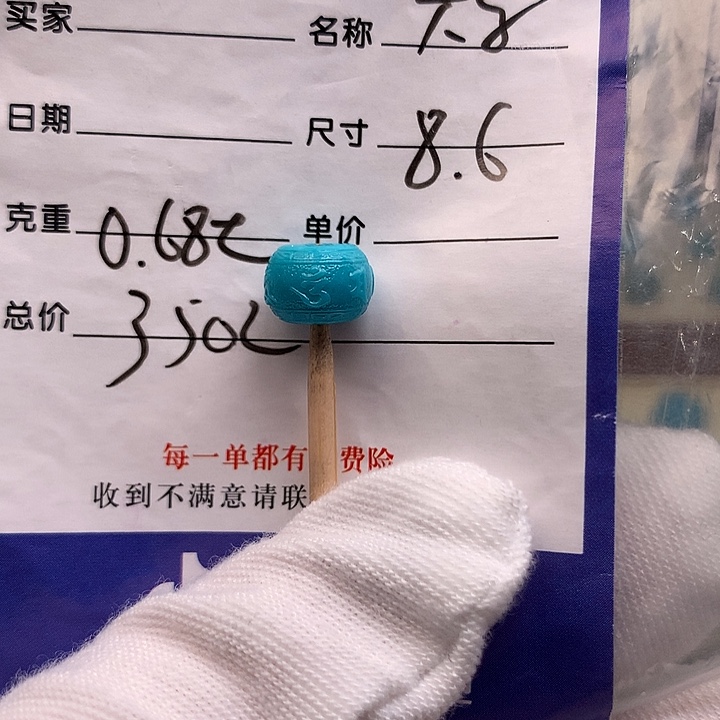 买家 名称
日期 尺寸 8.6
克重 0.68 单价
总价 350
每一单都有 费险
收到不满意请联